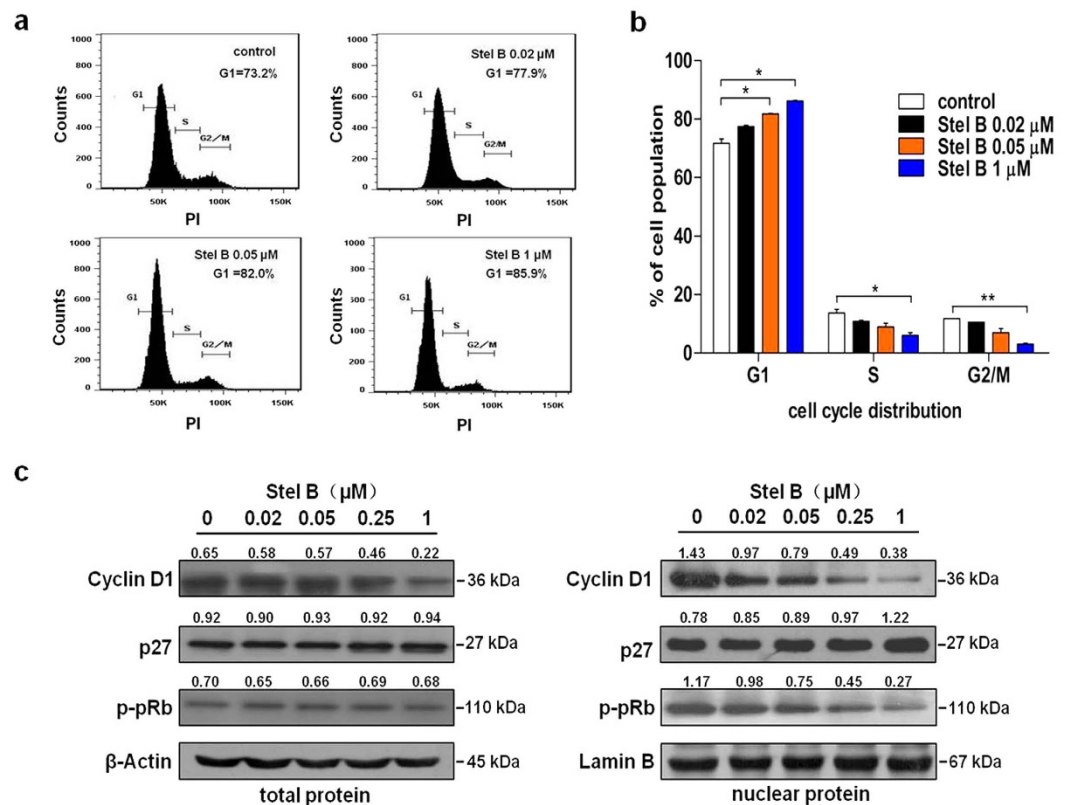 a
control
G1=73.2%
Counts
1000
800
600
400
200
0
G1
S
G2/M
50K
100K
150K
PI
Stel B 0.02 µM
G1 =77.9%
Counts
1000
800
600
400
200
0
G1
S
G2/M
50K
100K
150K
PI
Stel B 0.05 µM
G1 =82.0%
Counts
1000
800
600
400
200
0
G1
S
G2/M
50K
100K
150K
PI
Stel B 1 µM
G1 =85.9%
Counts
1000
300
600
400
200
0
G1
S
G2/M
50K
100K
150K
PI
b
% of cell population
100
80
60
40
20
0
*
*
*
**
control
Stel B 0.02 µM
Stel B 0.05 µM
Stel B 1 µM
G1 S G2/M
cell cycle distribution
c
Stel B（µM）
0 0.02 0.05 0.25 1
0.65 0.58 0.57 0.46 0.22
Cyclin D1 36 kDa
0.92 0.90 0.93 0.92 0.94
p27 27 kDa
0.70 0.65 0.66 0.69 0.68
p-pRb 110 kDa
β-Actin 45 kDa
total protein
Stel B（µM）
0 0.02 0.05 0.25 1
1.43 0.97 0.79 0.49 0.38
Cyclin D1 36 kDa
0.78 0.85 0.89 0.97 1.22
p27 27 kDa
1.17 0.98 0.75 0.45 0.27
p-pRb 110 kDa
Lamin B 67 kDa
nuclear protein